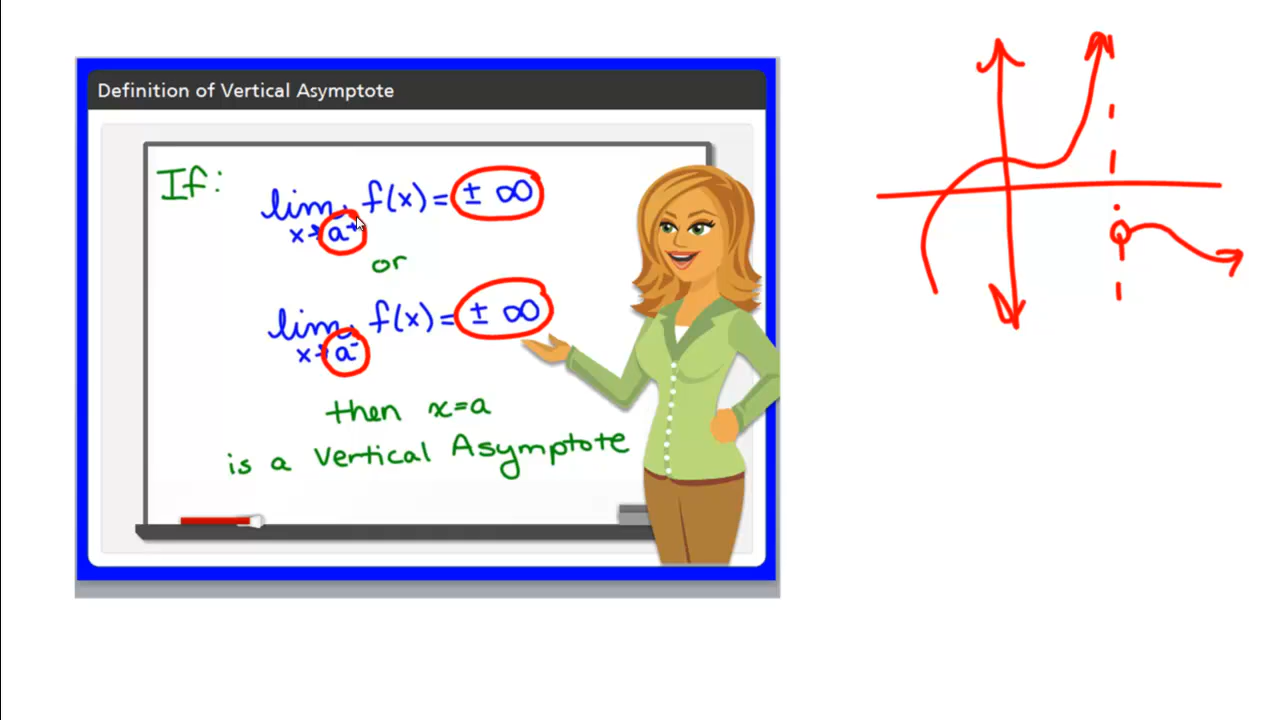 Definition of Vertical Asymptote
If:
lim f(x) = ± ∞
x→a⁺
or
lim f(x) = ± ∞
x→a⁻
then x=a
is a Vertical Asymptote